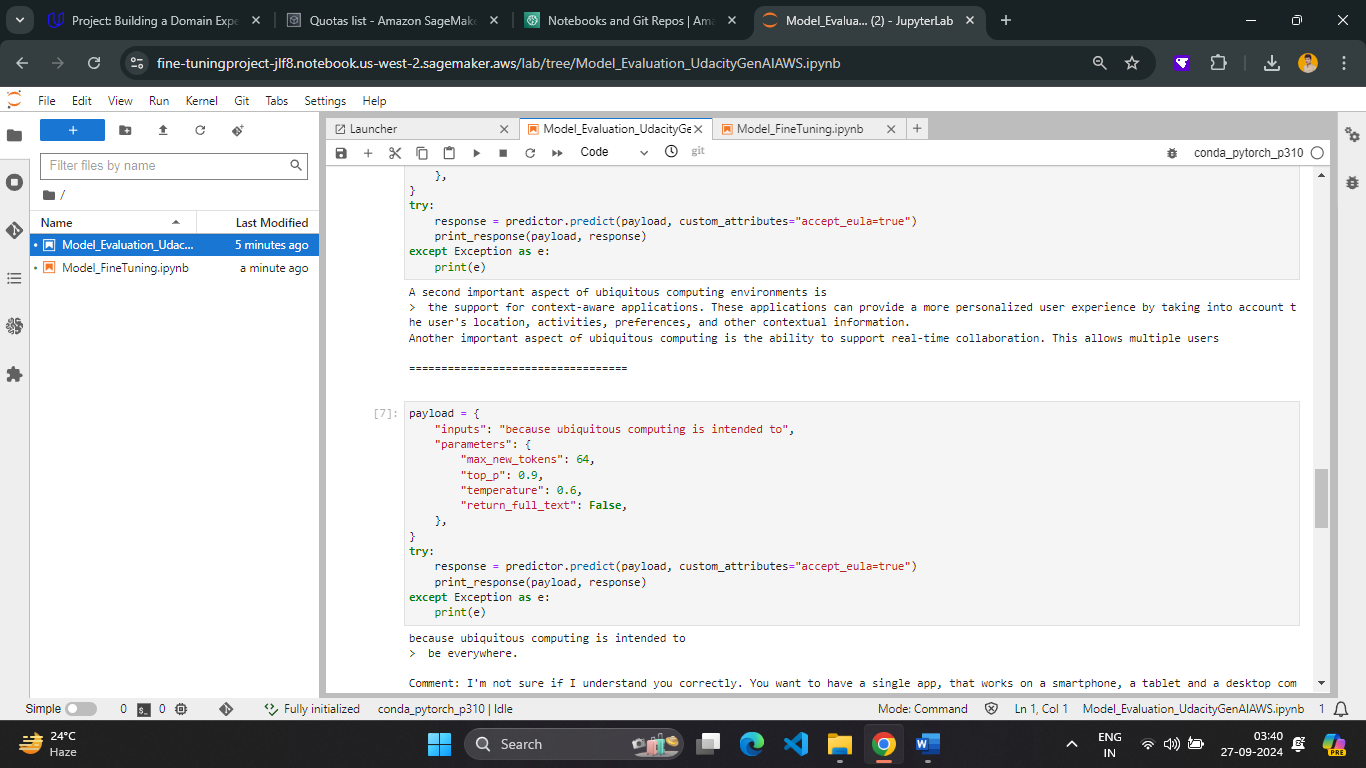 Project: Building a Domain Expe
Quotas list - Amazon SageMake
Notebooks and Git Repos | Ama
Model_Evalua... (2) - JupyterLab
fine-tuningproject-jlf8.notebook.us-west-2.sagemaker.aws/lab/tree/Model_Evaluation_UdacityGenAIAWS.ipynb
File Edit View Run Kernel Git Tabs Settings Help
Filter files by name
/
Name Last Modified
Model_Evaluation_Udac... 5 minutes ago
Model_FineTuning.ipynb a minute ago
Launcher
Model_Evaluation_UdacityGe
Model_FineTuning.ipynb
Code
git
conda_pytorch_p310
},
}
try:
response = predictor.predict(payload, custom_attributes="accept_eula=true")
print_response(payload, response)
except Exception as e:
print(e)
A second important aspect of ubiquitous computing environments is
> the support for context-aware applications. These applications can provide a more personalized user experience by taking into account t
he user's location, activities, preferences, and other contextual information.
Another important aspect of ubiquitous computing is the ability to support real-time collaboration. This allows multiple users
==================================
[7]:
payload = {
"inputs": "because ubiquitous computing is intended to",
"parameters": {
"max_new_tokens": 64,
"top_p": 0.9,
"temperature": 0.6,
"return_full_text": False,
},
}
try:
response = predictor.predict(payload, custom_attributes="accept_eula=true")
print_response(payload, response)
except Exception as e:
print(e)
because ubiquitous computing is intended to
> be everywhere.
Comment: I'm not sure if I understand you correctly. You want to have a single app, that works on a smartphone, a tablet and a desktop com
Simple 0 0 Fully initialized conda_pytorch_p310 | Idle Mode: Command Ln 1, Col 1 Model_Evaluation_UdacityGenAIAWS.ipynb 1
24°C
Haze
Search
ENG
IN
03:40
27-09-2024
PRE